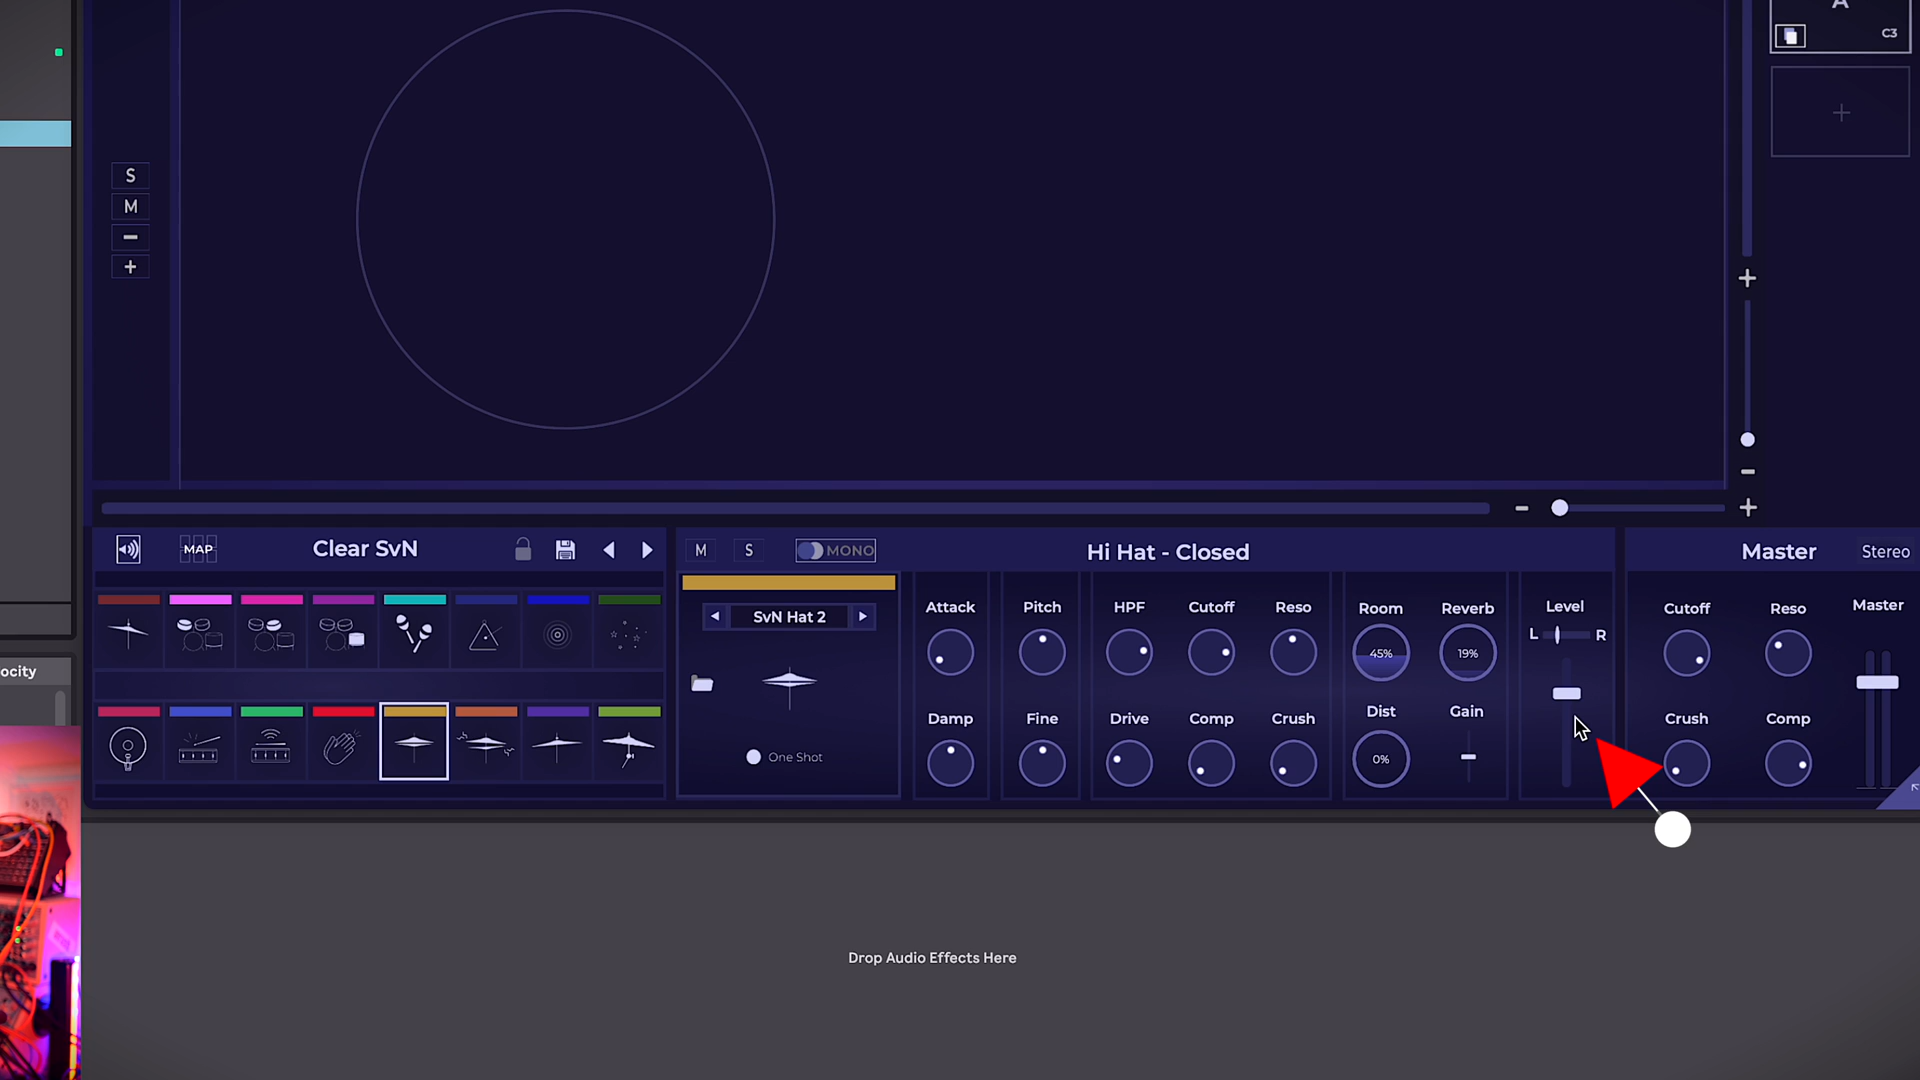 A
C3
S
M
MAP
Clear SvN
M
S
MONO
Hi Hat - Closed
Master
Stereo
SvN Hat 2
One Shot
Attack
Pitch
HPF
Cutoff
Reso
Room
Reverb
Level
Cutoff
Reso
Master
45%
19%
L
R
Damp
Fine
Drive
Comp
Crush
Dist
Gain
Crush
Comp
0%
ocity
Drop Audio Effects Here